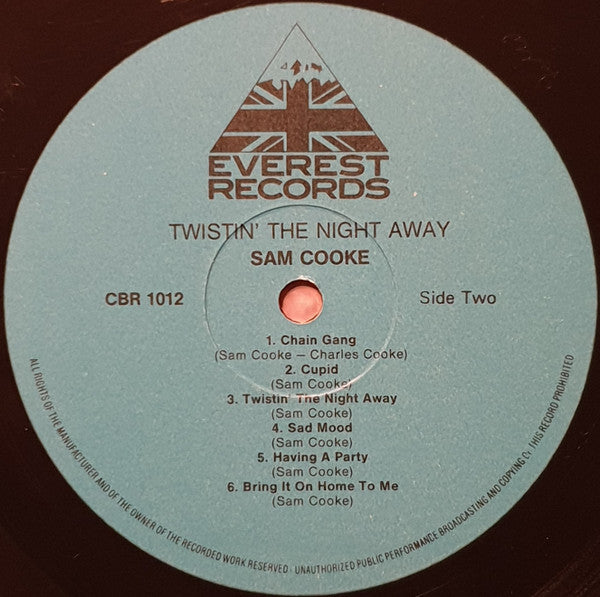 EVEREST
RECORDS
TWISTIN' THE NIGHT AWAY
SAM COOKE
CBR 1012
Side Two
1. Chain Gang
(Sam Cooke – Charles Cooke)
2. Cupid
(Sam Cooke)
3. Twistin' The Night Away
(Sam Cooke)
4. Sad Mood
(Sam Cooke)
5. Having A Party
(Sam Cooke)
6. Bring It On Home To Me
(Sam Cooke)
ALL RIGHTS OF THE MANUFACTURER AND OF THE OWNER OF THE RECORDED WORK RESERVED · UNAUTHORIZED PUBLIC PERFORMANCE BROADCASTING AND COPYING OF THIS RECORD PROHIBITED